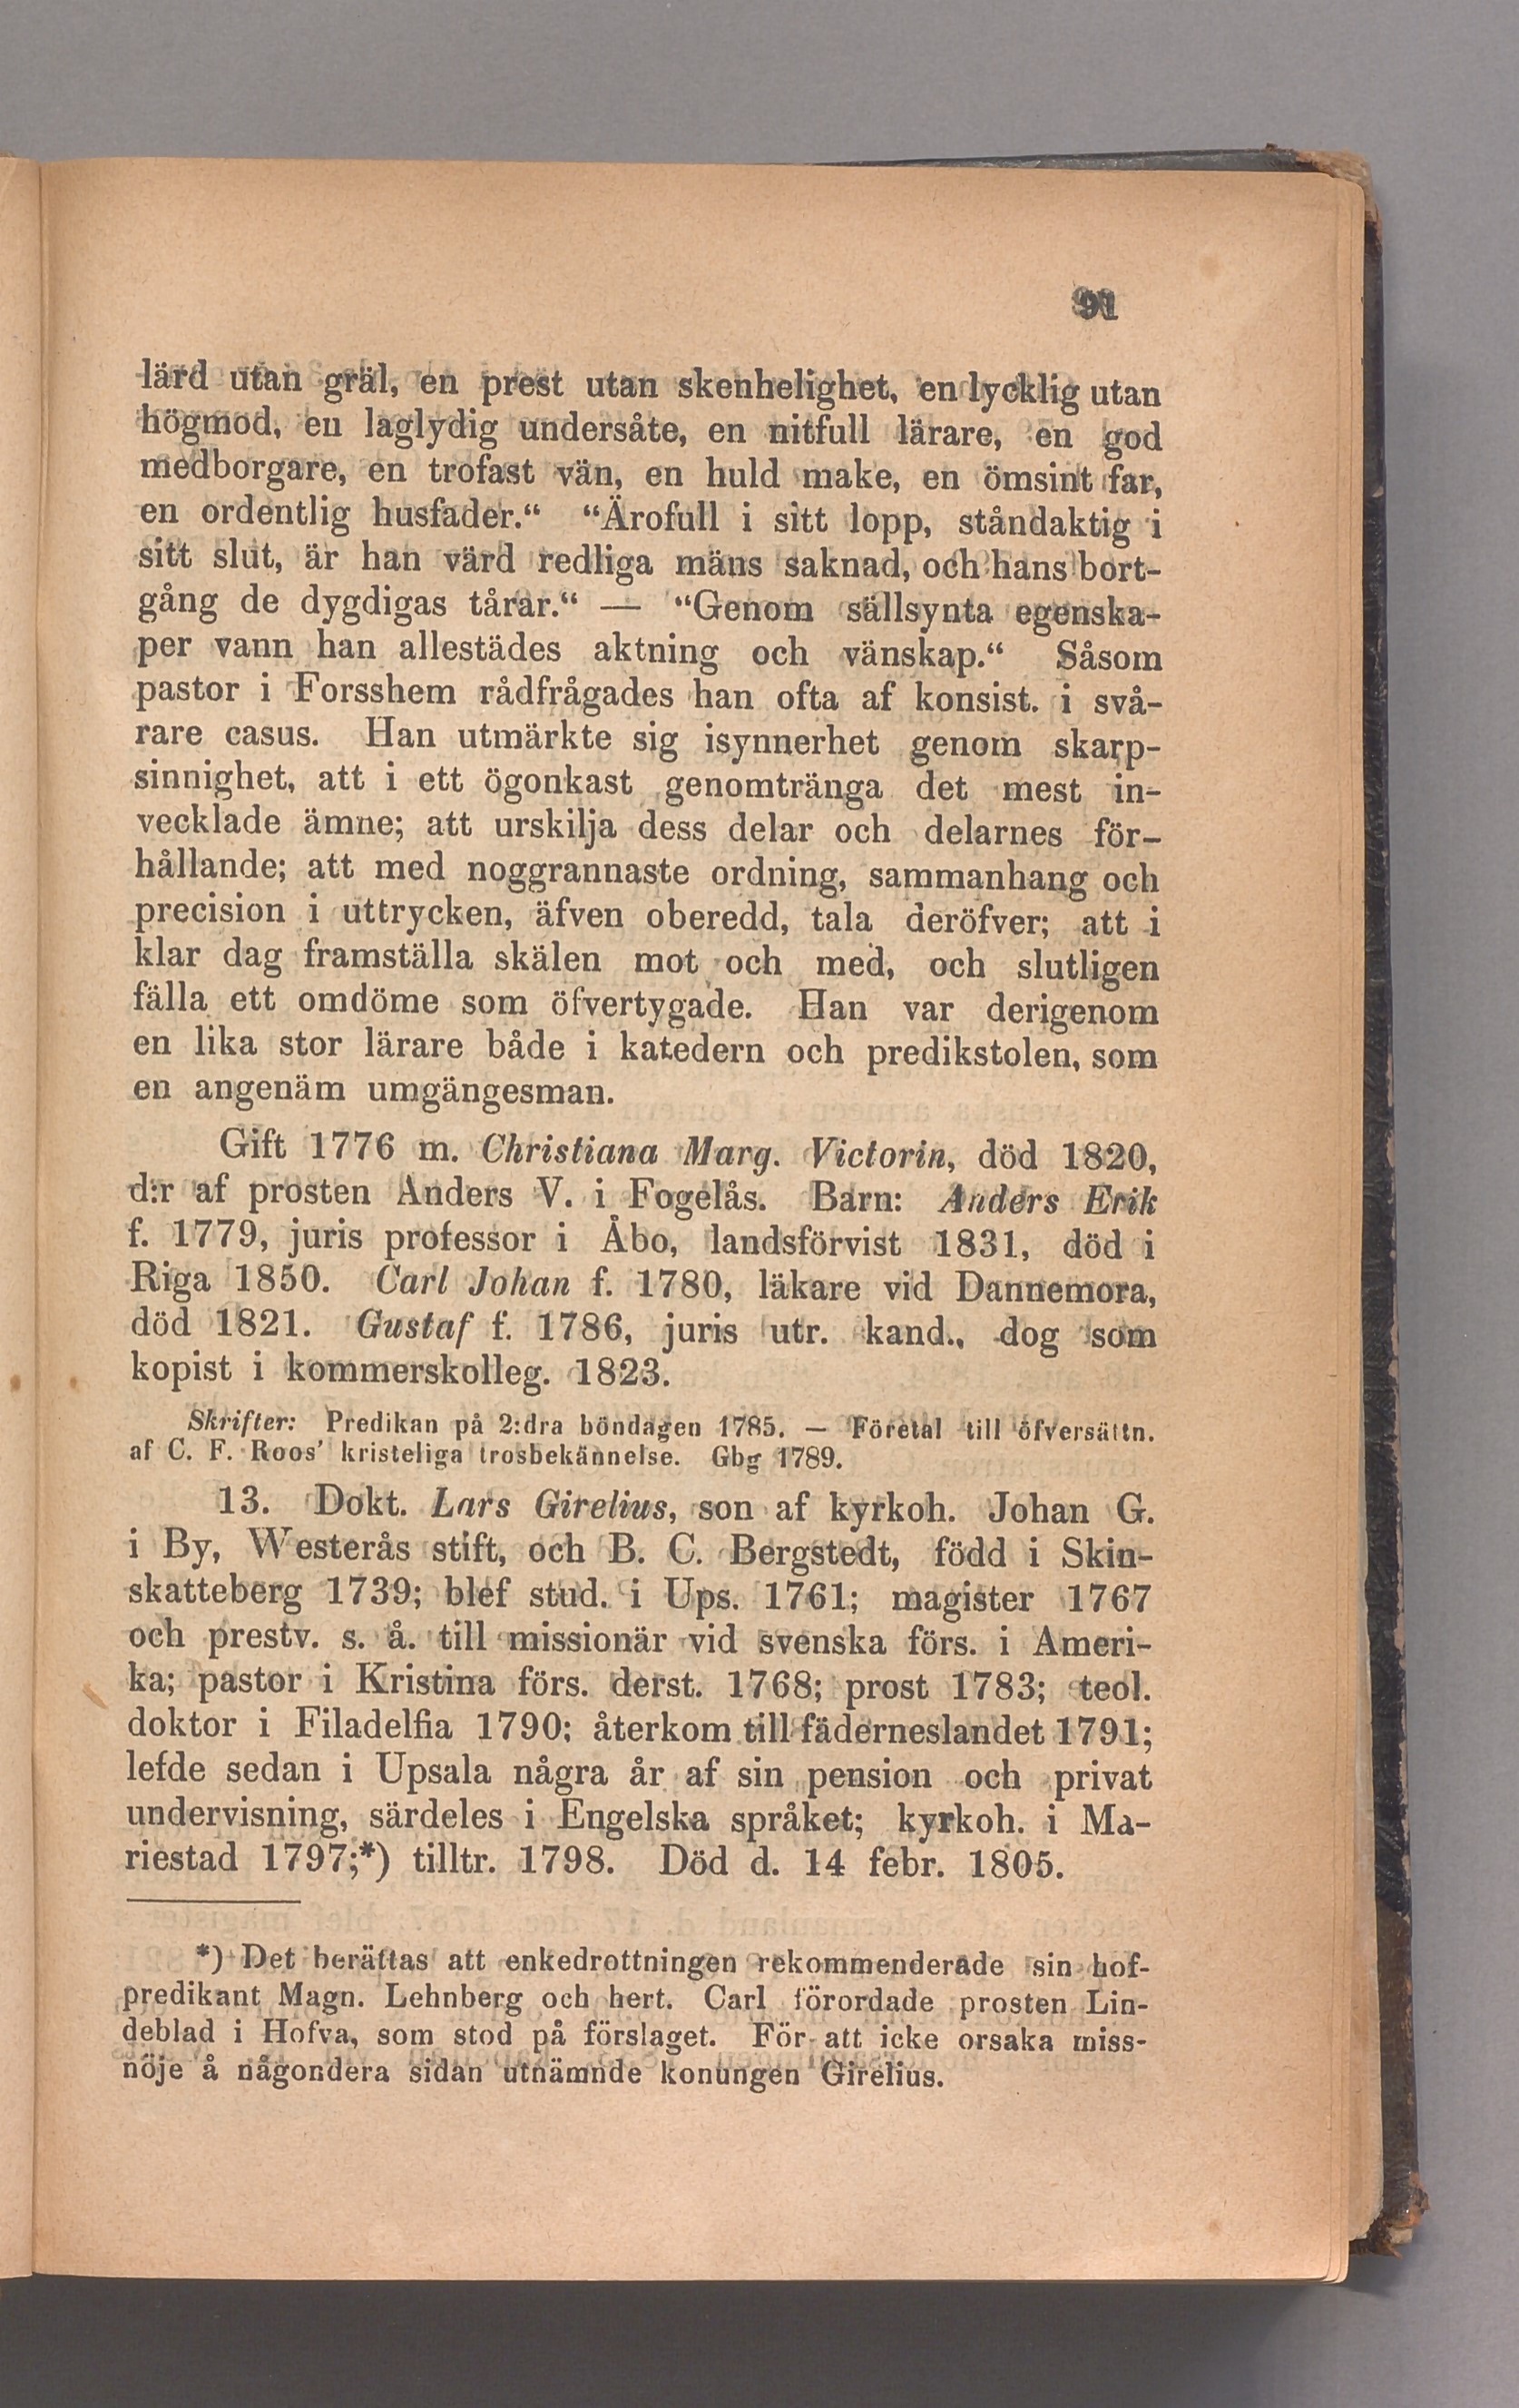 91
lärd utan gräl, en prest utan skenhelighet, en lycklig utan
högmod, en laglydig undersåte, en nitfull lärare, en god
medborgare, en trofast vän, en huld make, en ömsint far,
en ordentlig husfader.“ “Ärofull i sitt lopp, ståndaktig i
sitt slut, är han värd redliga mäns saknad, och hans bort-
gång de dygdigas tårar.“ — “Genom sällsynta egenska-
per vann han allestädes aktning och vänskap.“ Såsom
pastor i Forsshem rådfrågades han ofta af konsist. i svå-
rare casus. Han utmärkte sig isynnerhet genom skarp-
sinnighet, att i ett ögonkast genomtränga det mest in-
vecklade ämne; att urskilja dess delar och delarnes för-
hållande; att med noggrannaste ordning, sammanhang och
precision i uttrycken, äfven oberedd, tala deröfver; att i
klar dag framställa skälen mot och med, och slutligen
fälla ett omdöme som öfvertygade. Han var derigenom
en lika stor lärare både i katedern och predikstolen, som
en angenäm umgängesman.
Gift 1776 m. Christiana Marg. Victorin, död 1820,
d:r af prosten Anders V. i Fogelås. Barn: Anders Erik
f. 1779, juris professor i Åbo, landsförvist 1831, död i
Riga 1850. Carl Johan f. 1780, läkare vid Dannemora,
död 1821. Gustaf f. 1786, juris utr. kand., dog som
kopist i kommerskolleg. 1823.
Skrifter: Predikan på 2:dra böndagen 1785. — Företal till öfversättn.
af C. F. Roos’ kristeliga trosbekännelse. Gbg 1789.
13. Dokt. Lars Girelius, son af kyrkoh. Johan G.
i By, Westerås stift, och B. C. Bergstedt, född i Skin-
skatteberg 1739; blef stud. i Ups. 1761; magister 1767
och prestv. s. å. till missionär vid svenska förs. i Ameri-
ka; pastor i Kristina förs. derst. 1768; prost 1783; teol.
doktor i Filadelfia 1790; återkom till fäderneslandet 1791;
lefde sedan i Upsala några år af sin pension och privat
undervisning, särdeles i Engelska språket; kyrkoh. i Ma-
riestad 1797;*) tilltr. 1798. Död d. 14 febr. 1805.
*) Det berättas att enkedrottningen rekommenderade sin hof-
predikant Magn. Lehnberg och hert. Carl förordade prosten Lin-
deblad i Hofva, som stod på förslaget. För att icke orsaka miss-
nöje å någondera sidan utnämnde konungen Girelius.